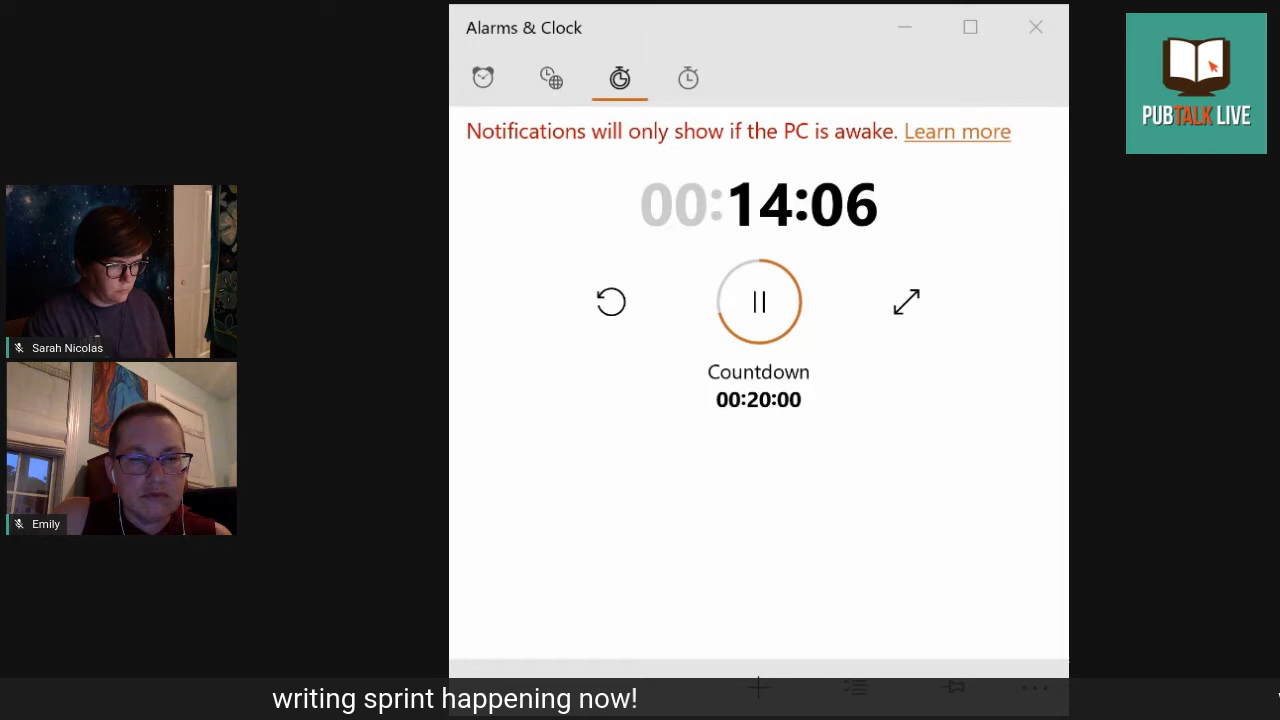 Alarms & Clock
Notifications will only show if the PC is awake. Learn more
00:14:06
Countdown
00:20:00
PUBTALK LIVE
Sarah Nicolas
Emily
writing sprint happening now!